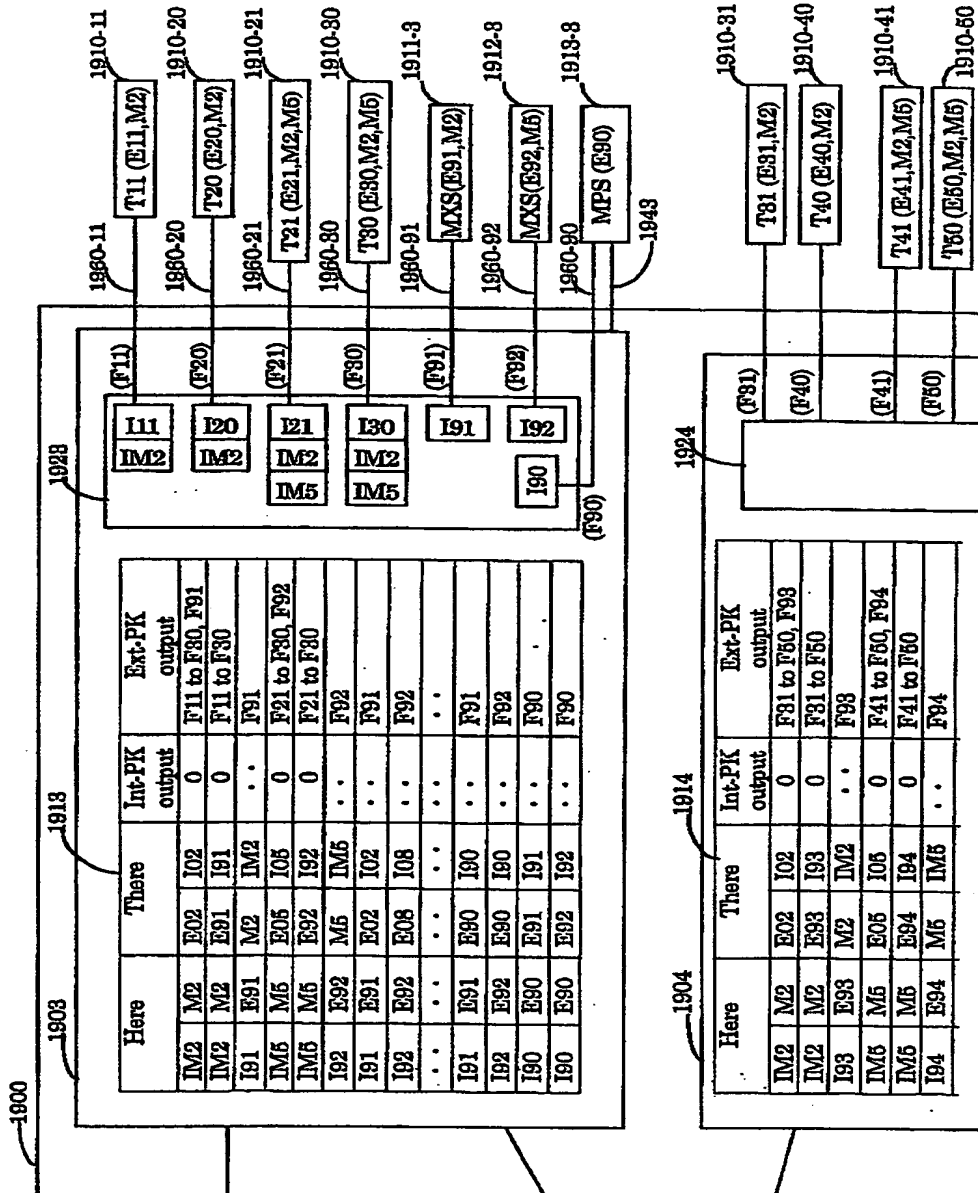 1900
1903
1913
1923
Here
There
Int-PK output
Ext-PK output
IM2 M2 E02 I02 0 F11 to F30, F91
IM2 M2 E91 I91 0 F11 to F30
I91 E91 M2 IM2 .. F91
IM5 M5 E05 I05 0 F21 to F30, F92
IM5 M5 E92 I92 0 F21 to F30
I92 E92 M5 IM5 .. F92
I91 E91 E02 I02 .. F91
I92 E92 E08 I08 .. F92
.. .. .. .. .. ..
I91 E91 E90 I90 .. F91
I92 E92 E90 I90 .. F92
I90 E90 E91 I91 .. F90
I90 E90 E92 I92 .. F90
IM2 I11 (F11) 1960-11 T11 (E11,M2) 1910-11
IM2 I20 (F20) 1960-20 T20 (E20,M2) 1910-20
IM5 IM2 I21 (F21) 1960-21 T21 (E21,M2,M5) 1910-21
IM5 IM2 I30 (F30) 1960-30 T30 (E30,M2,M5) 1910-30
I91 (F91) 1960-91 MXS(E91,M2) 1911-3
I92 (F92) 1960-92 MXS(E92,M5) 1912-3
I90 (F90) 1960-90 MPS (E90) 1913-3
1943
1904
1914
1924
Here
There
Int-PK output
Ext-PK output
IM2 M2 E02 I02 0 F31 to F50, F93
IM2 M2 E93 I93 0 F31 to F50
I93 E93 M2 IM2 .. F93
IM5 M5 E05 I05 0 F41 to F50, F94
IM5 M5 E94 I94 0 F41 to F50
I94 E94 M5 IM5 .. F94
(F31) T31 (E31,M2) 1910-31
(F40) T40 (E40,M2) 1910-40
(F41) T41 (E41,M2,M5) 1910-41
(F50) T50 (E50,M2,M5) 1910-50